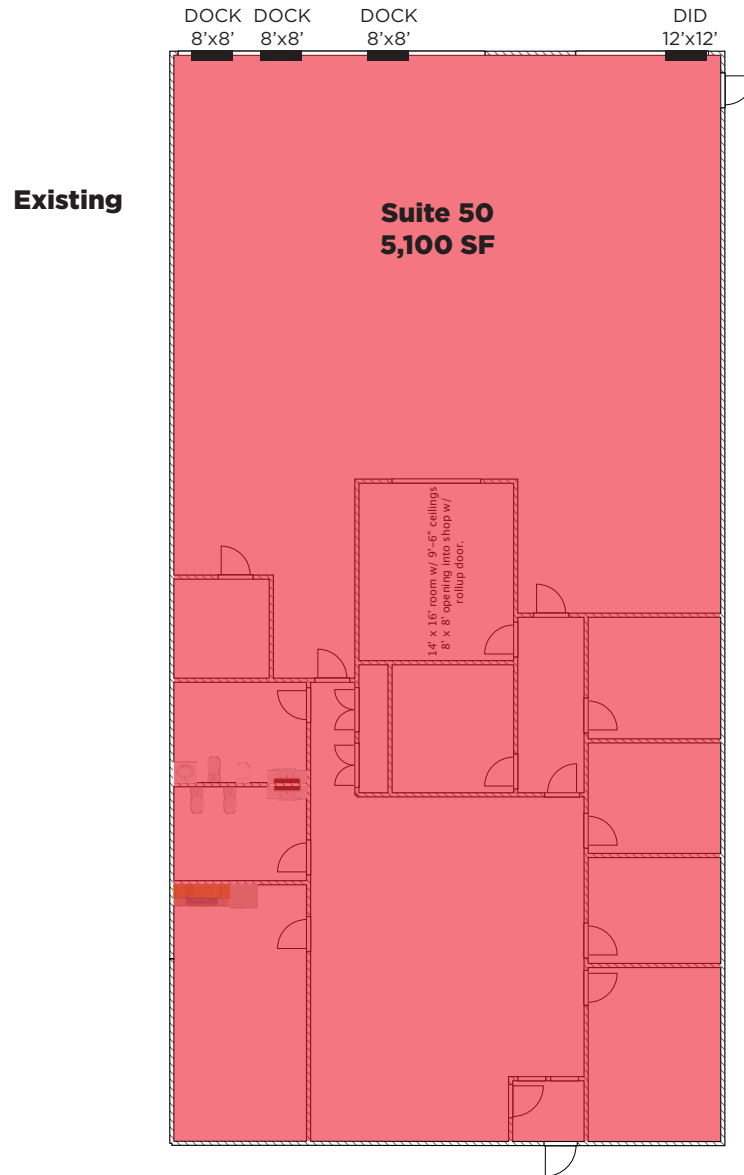 DOCK DOCK DOCK DID
8’x8’ 8’x8’ 8’x8’ 12’x12’
Existing
Suite 50
5,100 SF
14' x 16' room w/ 9'-6" ceilings
8' x 8' opening into shop w/
rollup door.